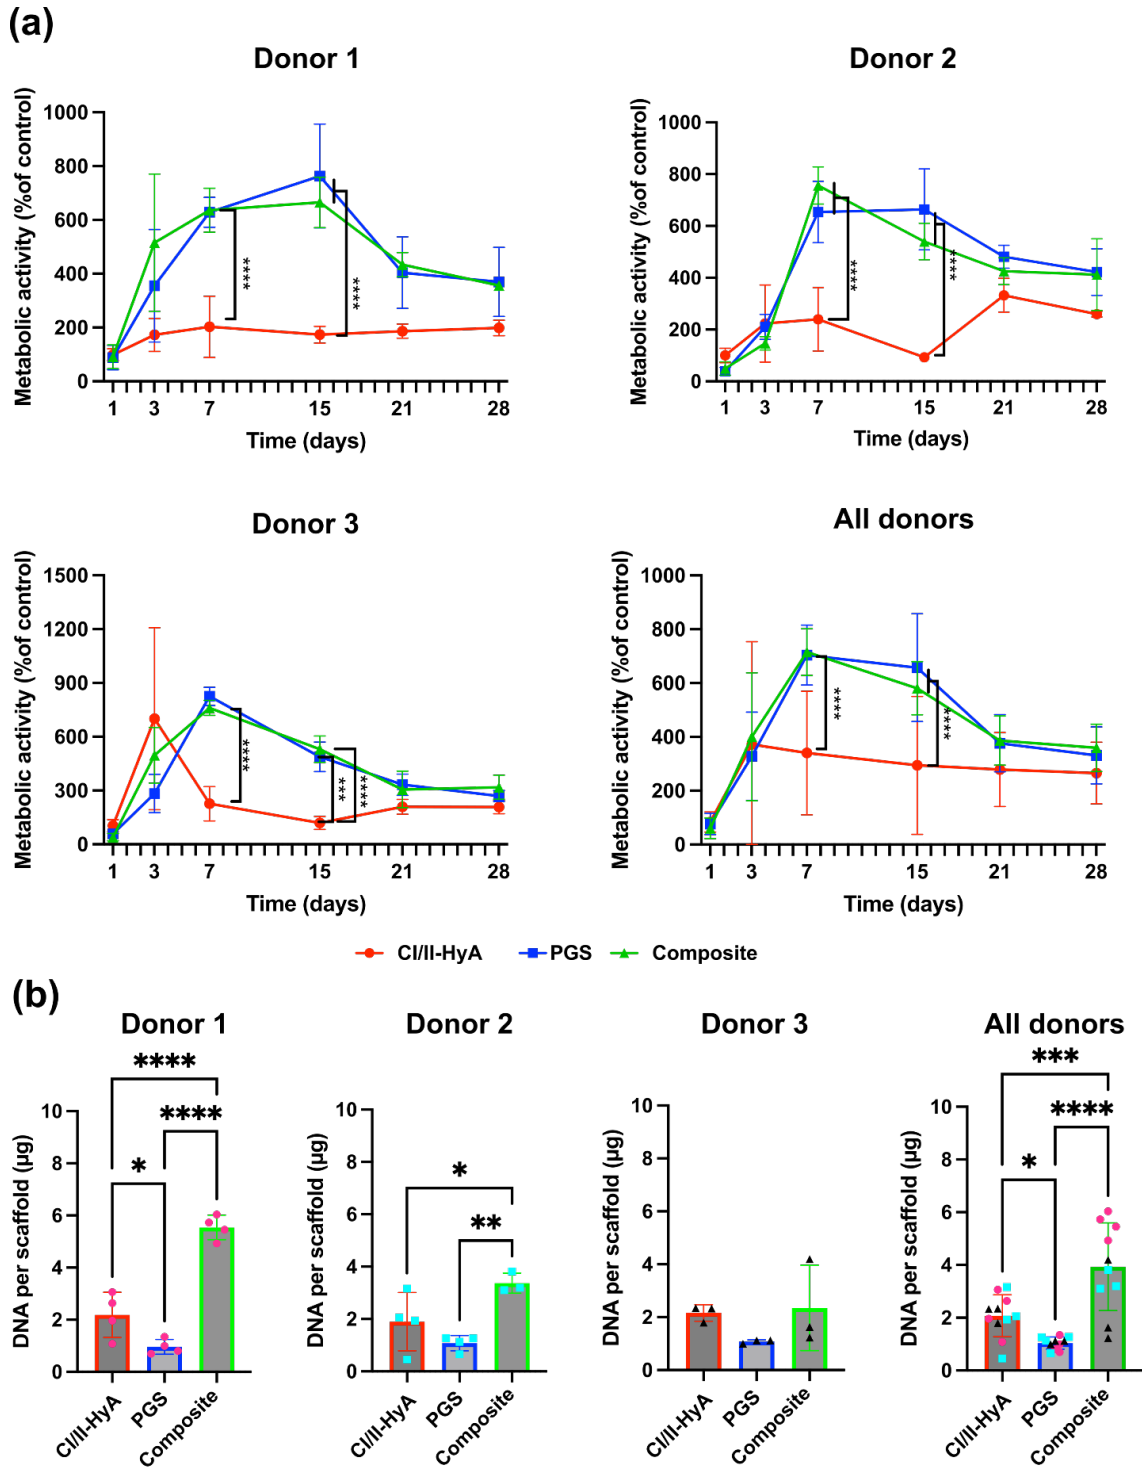 (a)
Donor 1
Metabolic activity (%of control)
1000
800
600
400
200
0
****
****
1 3 7 15 21 28
Time (days)
Donor 2
Metabolic activity (%of control)
1000
800
600
400
200
0
****
****
1 3 7 15 21 28
Time (days)
Donor 3
Metabolic activity (%of control)
1500
1200
900
600
300
0
****
***
****
1 3 7 15 21 28
Time (days)
All donors
Metabolic activity (%of control)
1000
800
600
400
200
0
****
****
1 3 7 15 21 28
Time (days)
CI/II-HyA PGS Composite
(b)
Donor 1
DNA per scaffold (µg)
10
8
6
4
2
0
****
****
*
CI/II-HyA
PGS
Composite
Donor 2
DNA per scaffold (µg)
10
8
6
4
2
0
*
**
CI/II-HyA
PGS
Composite
Donor 3
DNA per scaffold (µg)
10
8
6
4
2
0
CI/II-HyA
PGS
Composite
All donors
DNA per scaffold (µg)
10
8
6
4
2
0
***
****
*
CI/II-HyA
PGS
Composite